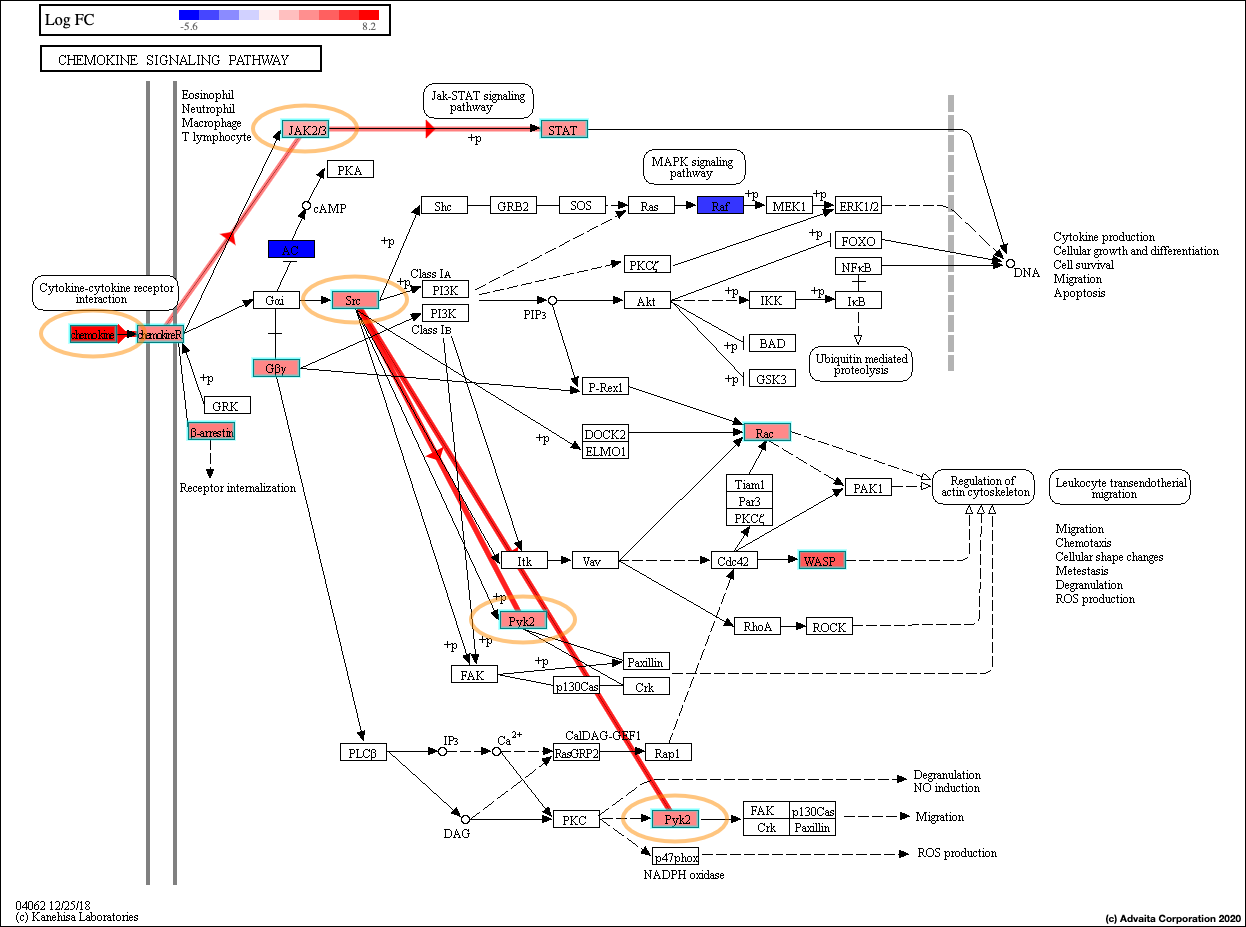 Log FC
-5.6
8.2
CHEMOKINE SIGNALING PATHWAY
Eosinophil
Neutrophil
Macrophage
T lymphocyte
JAK2/3
Jak-STAT signaling
pathway
+p
STAT
PKA
cAMP
MAPK signaling
pathway
Shc
GRB2
SOS
Ras
Raf
+p
MEK1
+p
ERK1/2
+p
AC
+p
FOXO
PKCζ
NFκB
DNA
Cytokine production
Cellular growth and differentiation
Cell survival
Migration
Apoptosis
Cytokine-cytokine receptor
interaction
Gαi
Src
+p
Class IA
PI3K
PI3K
Class IB
PIP3
Akt
+p
IKK
+p
IκB
chemokine
chemokineR
+p
BAD
Ubiquitin mediated
proteolysis
Gβγ
+p
GSK3
+p
GRK
P-Rex1
β-arrestin
+p
DOCK2
ELMO1
Rac
Receptor internalization
Tiam1
Par3
PKCζ
PAK1
Regulation of
actin cytoskeleton
Leukocyte transendotherial
migration
Itk
Vav
Cdc42
WASP
Migration
Chemotaxis
Cellular shape changes
Metestasis
Degranulation
ROS production
+p
Pyk2
RhoA
ROCK
+p
+p
+p
FAK
Paxillin
p130Cas
Crk
PLCβ
IP3
Ca2+
CalDAG-GEF1
RasGRP2
Rap1
Degranulation
NO induction
DAG
PKC
Pyk2
FAK
p130Cas
Crk
Paxillin
Migration
p47phox
NADPH oxidase
ROS production
04062 12/25/18
(c) Kanehisa Laboratories
(c) Advaita Corporation 2020